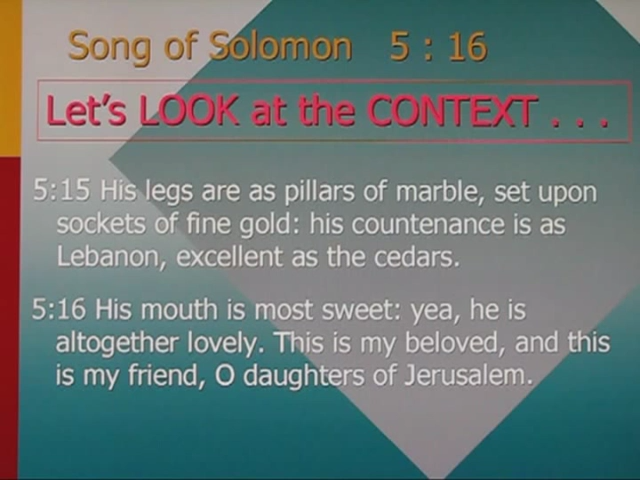 Song of Solomon 5 : 16
Let's LOOK at the CONTEXT . . .
5:15 His legs are as pillars of marble, set upon
sockets of fine gold: his countenance is as
Lebanon, excellent as the cedars.
5:16 His mouth is most sweet: yea, he is
altogether lovely. This is my beloved, and this
is my friend, O daughters of Jerusalem.